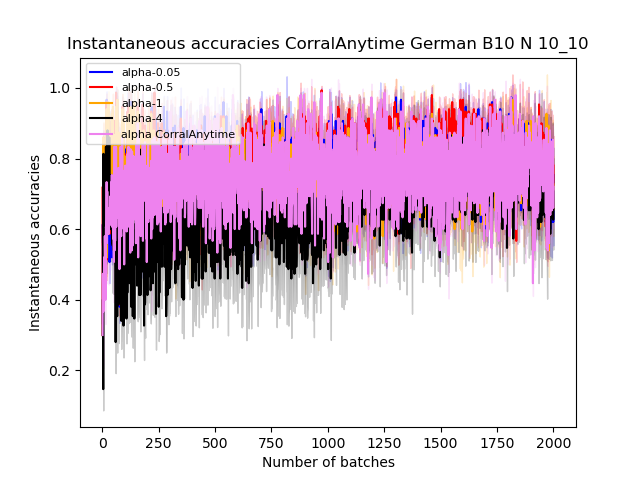 Instantaneous accuracies CorralAnytime German B10 N 10_10
alpha-0.05
alpha-0.5
alpha-1
alpha-4
alpha CorralAnytime
1.0
0.8
0.6
0.4
0.2
Instantaneous accuracies
0 250 500 750 1000 1250 1500 1750 2000
Number of batches